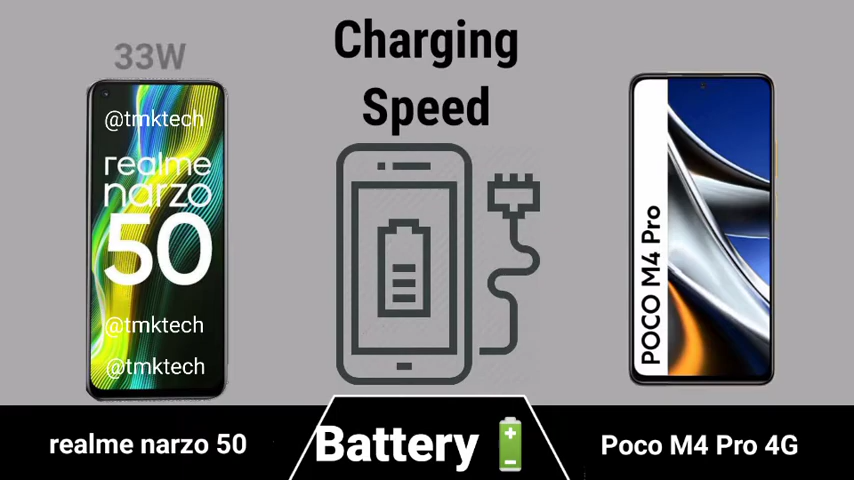 Charging
Speed
33W
@tmktech
realme
narzo
50
@tmktech
@tmktech
POCO M4 Pro
realme narzo 50
Battery
Poco M4 Pro 4G